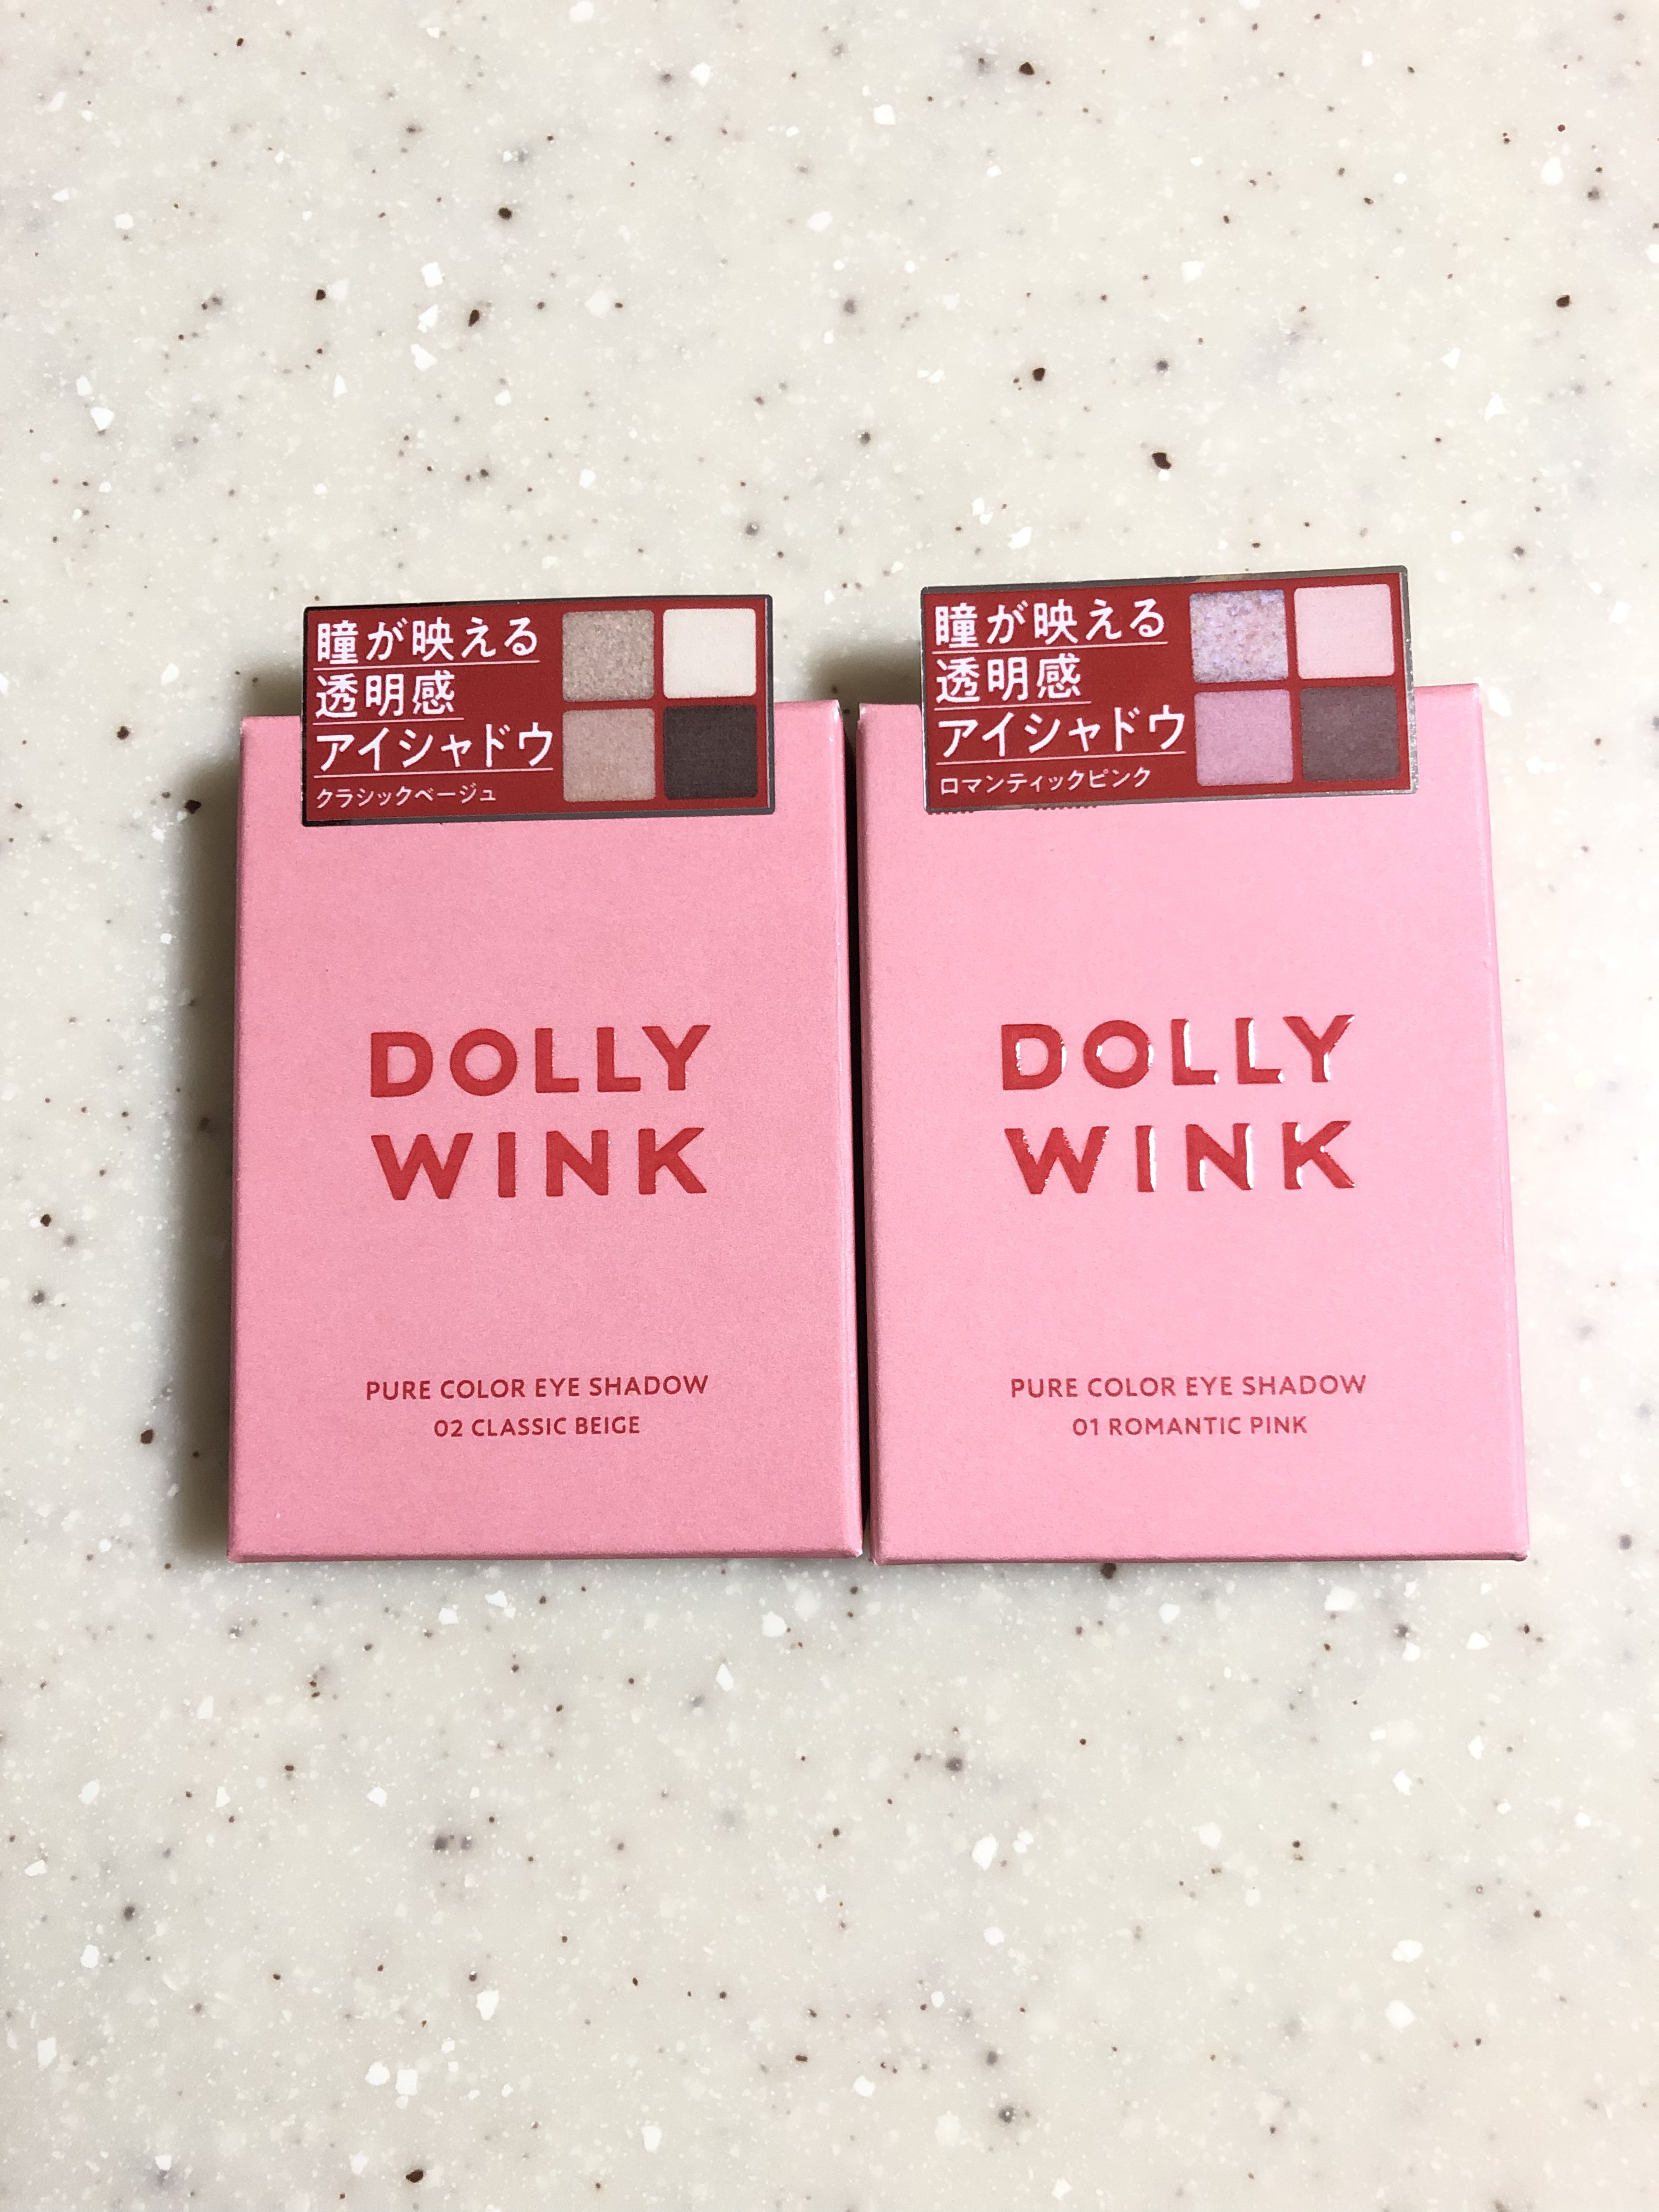 瞳が映える
透明感
アイシャドウ
クラシックベージュ
DOLLY
WINK
PURE COLOR EYE SHADOW
02 CLASSIC BEIGE
瞳が映える
透明感
アイシャドウ
ロマンティックピンク
DOLLY
WINK
PURE COLOR EYE SHADOW
01 ROMANTIC PINK